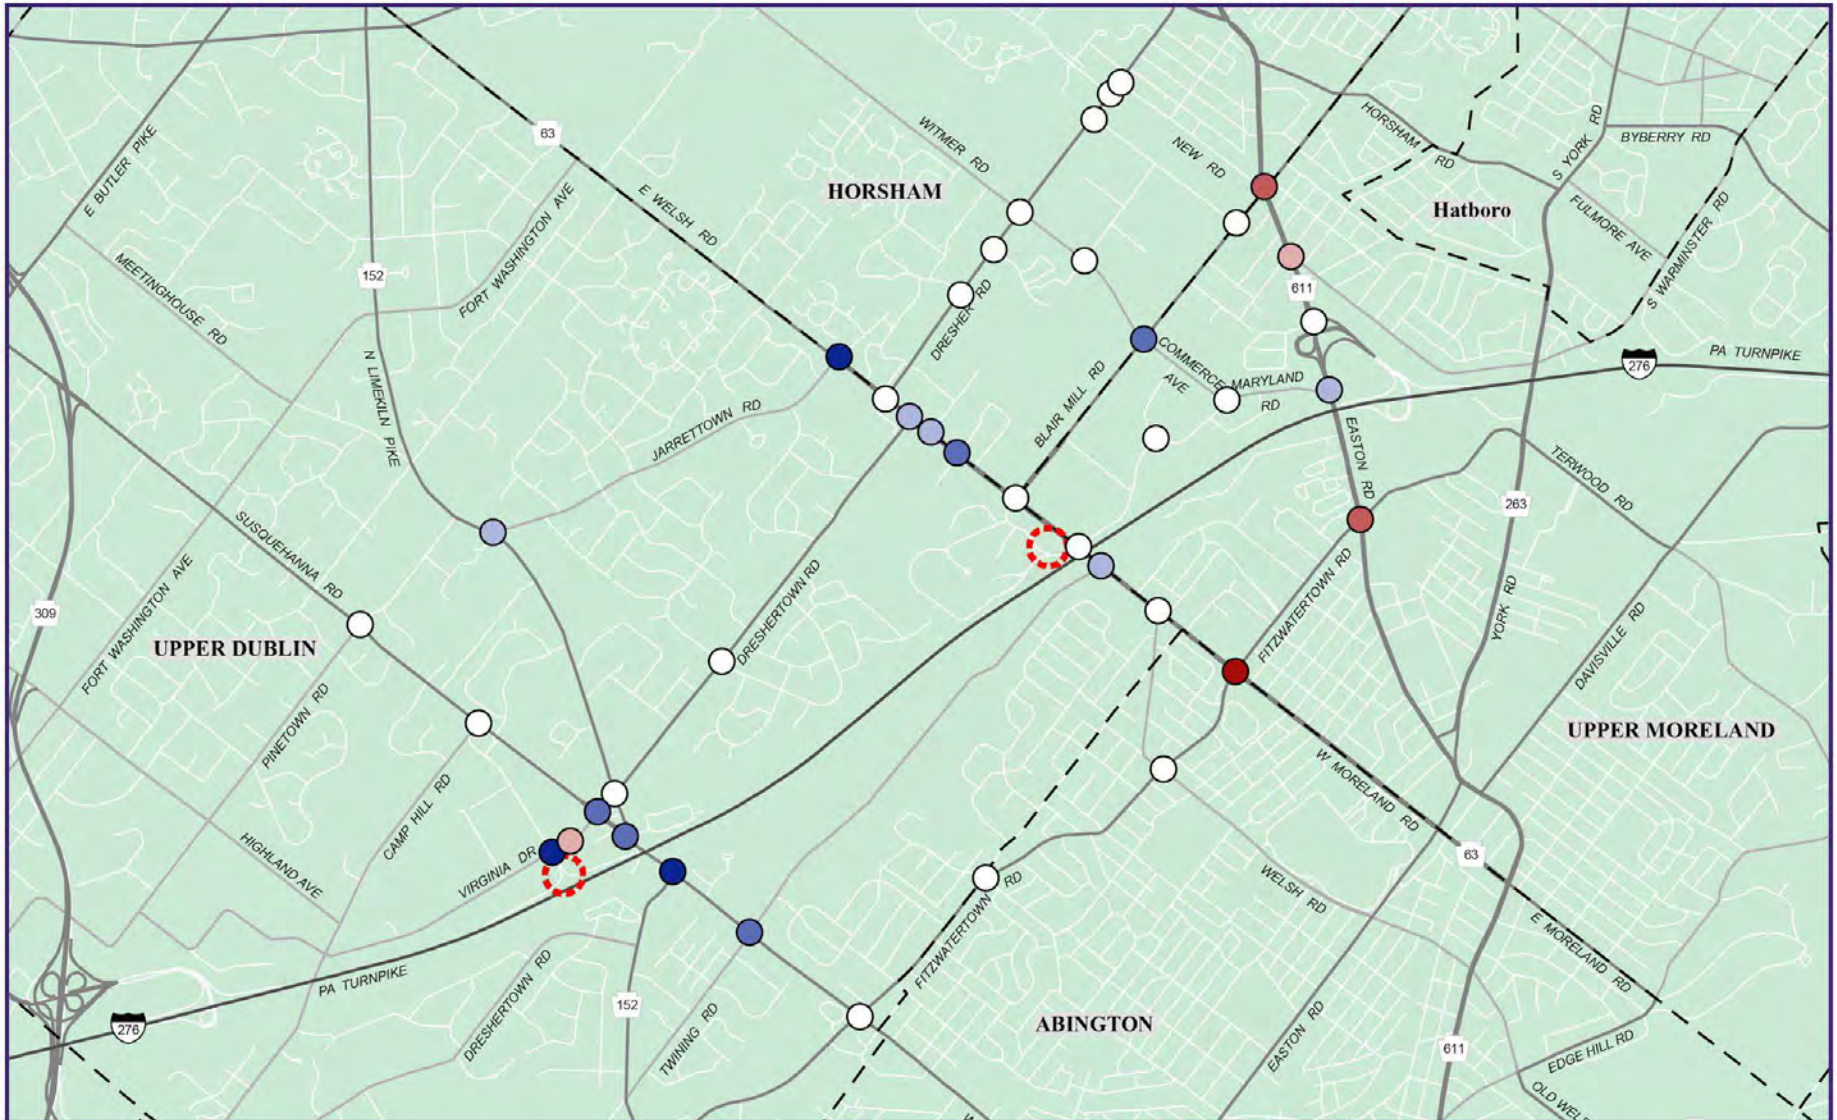 63
WITMER RD
NEW RD
HORSHAM RD
S YORK RD
BYBERRY RD
E BUTLER PIKE
HORSHAM
Hatboro
E WELSH RD
FORT WASHINGTON AVE
FULMORE AVE
S WARMINSTER RD
MEETINGHOUSE RD
152
611
DRESHER RD
N LIMEKILN PIKE
PA TURNPIKE
276
COMMERCE AVE
MARYLAND RD
BLAIR MILL RD
JARRETTOWN RD
EASTON RD
TERWOOD RD
263
SUSQUEHANNA RD
FORT WASHINGTON AVE
309
UPPER DUBLIN
DRESHERTOWN RD
FITZWATERTOWN RD
YORK RD
DAVISVILLE RD
PINETOWN RD
UPPER MORELAND
W MORELAND RD
CAMP HILL RD
HIGHLAND AVE
VIRGINIA DR
63
WELSH RD
FITZWATERTOWN RD
E MORELAND RD
PA TURNPIKE
276
DRESHERTOWN RD
152
TWINING RD
ABINGTON
EASTON RD
611
EDGE HILL RD
OLD WEL